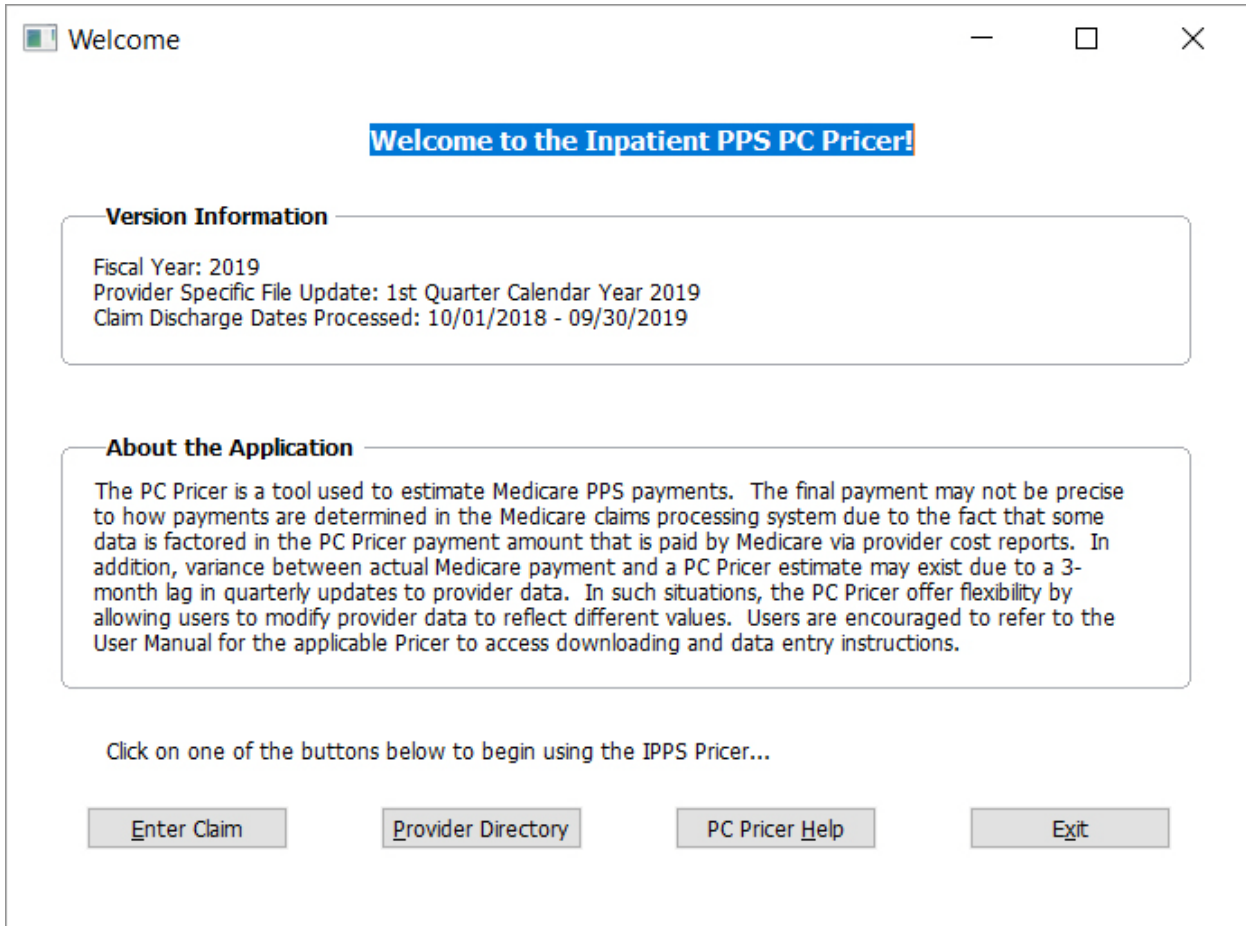 Welcome
Welcome to the Inpatient PPS PC Pricer!
Version Information
Fiscal Year: 2019
Provider Specific File Update: 1st Quarter Calendar Year 2019
Claim Discharge Dates Processed: 10/01/2018 - 09/30/2019
About the Application
The PC Pricer is a tool used to estimate Medicare PPS payments.  The final payment may not be precise
to how payments are determined in the Medicare claims processing system due to the fact that some
data is factored in the PC Pricer payment amount that is paid by Medicare via provider cost reports.  In
addition, variance between actual Medicare payment and a PC Pricer estimate may exist due to a 3-
month lag in quarterly updates to provider data.  In such situations, the PC Pricer offer flexibility by
allowing users to modify provider data to reflect different values.  Users are encouraged to refer to the
User Manual for the applicable Pricer to access downloading and data entry instructions.
Click on one of the buttons below to begin using the IPPS Pricer...
Enter Claim Provider Directory PC Pricer Help Exit